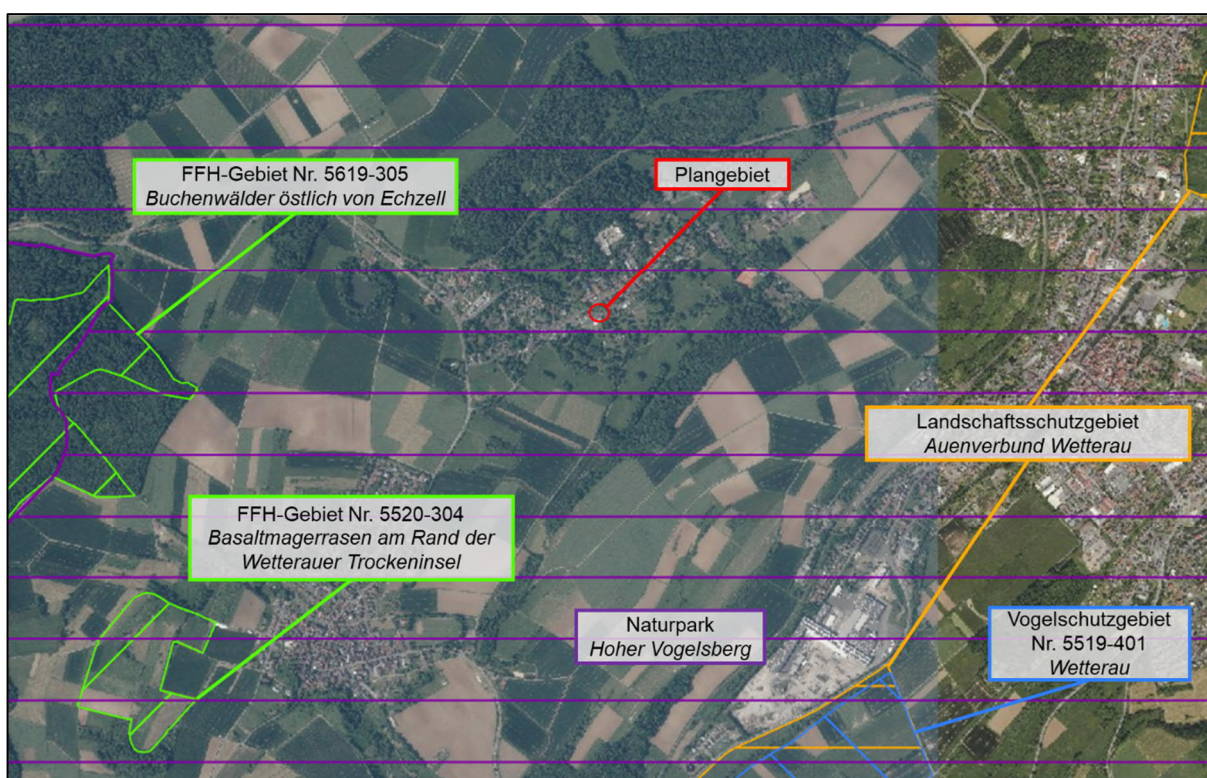 FFH-Gebiet Nr. 5619-305
Buchenwälder östlich von Echzell
Plangebiet
Landschaftsschutzgebiet
Auenverbund Wetterau
FFH-Gebiet Nr. 5520-304
Basaltmagerrasen am Rand der
Wetterauer Trockeninsel
Naturpark
Hoher Vogelsberg
Vogelschutzgebiet
Nr. 5519-401
Wetterau